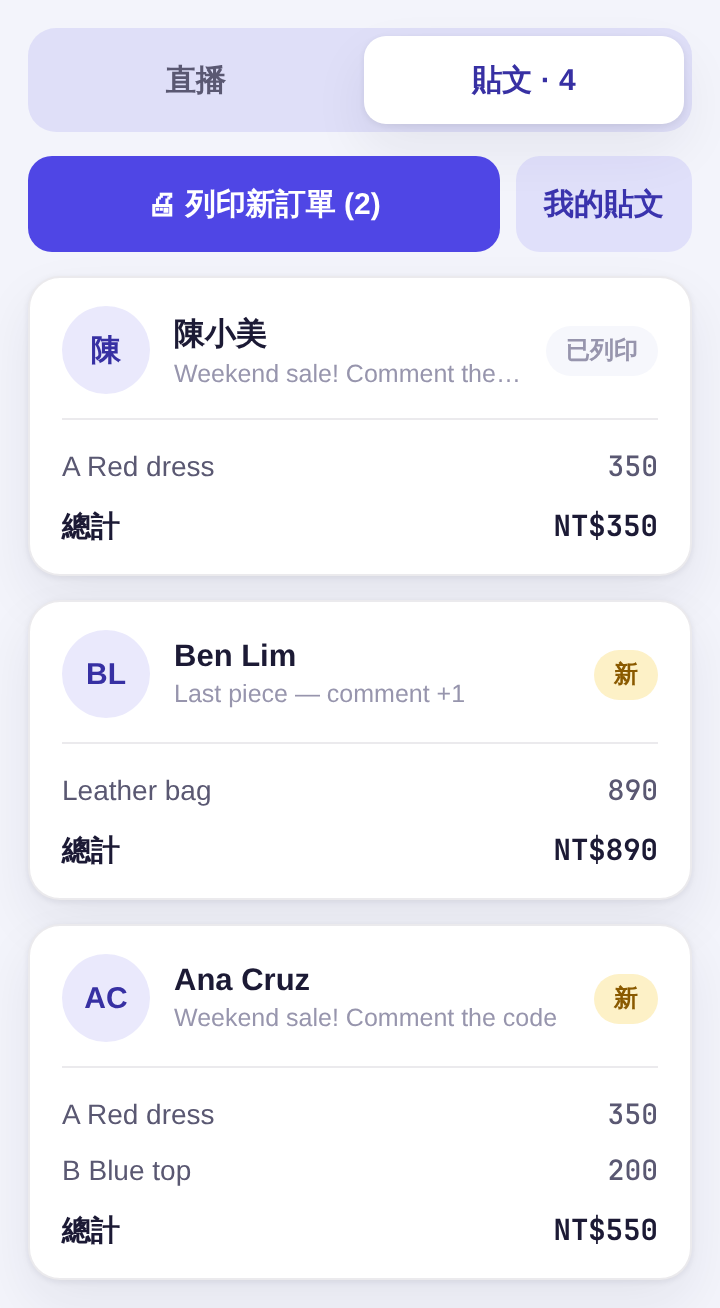 直播
貼文 · 4
🖨 列印新訂單 (2)
我的貼文
陳
陳小美
Weekend sale! Comment the…
已列印
A Red dress 350
總計 NT$350
BL
Ben Lim
Last piece — comment +1
新
Leather bag 890
總計 NT$890
AC
Ana Cruz
Weekend sale! Comment the code
新
A Red dress 350
B Blue top 200
總計 NT$550